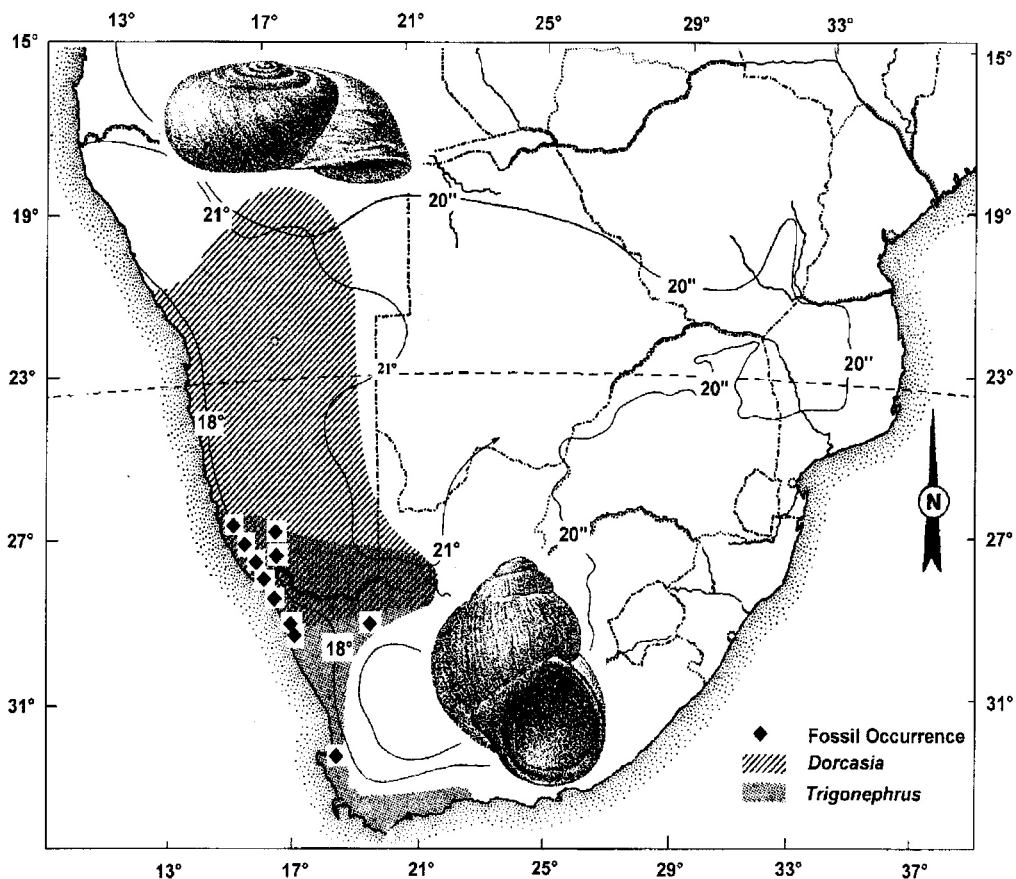 13° 17° 21° 25° 29° 33°
15° 15°
21° 20"
19° 19°
20"
20"
21°
23° 20" 23°
18°
N
20"
27° 21° 27°
18°
31° 31°
Fossil Occurrence
Dorcasia
Trigonephrus
13° 17° 21° 25° 29° 33° 37°